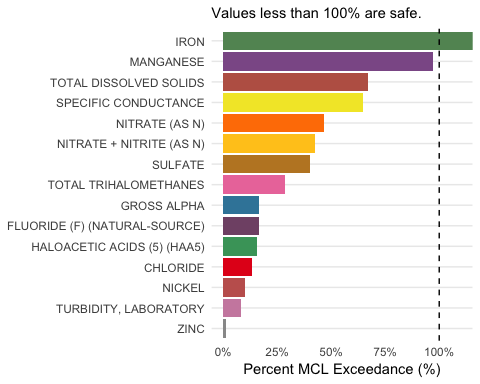 Values less than 100% are safe.
IRON
MANGANESE
TOTAL DISSOLVED SOLIDS
SPECIFIC CONDUCTANCE
NITRATE (AS N)
NITRATE + NITRITE (AS N)
SULFATE
TOTAL TRIHALOMETHANES
GROSS ALPHA
FLUORIDE (F) (NATURAL-SOURCE)
HALOACETIC ACIDS (5) (HAA5)
CHLORIDE
NICKEL
TURBIDITY, LABORATORY
ZINC
0% 25% 50% 75% 100%
Percent MCL Exceedance (%)